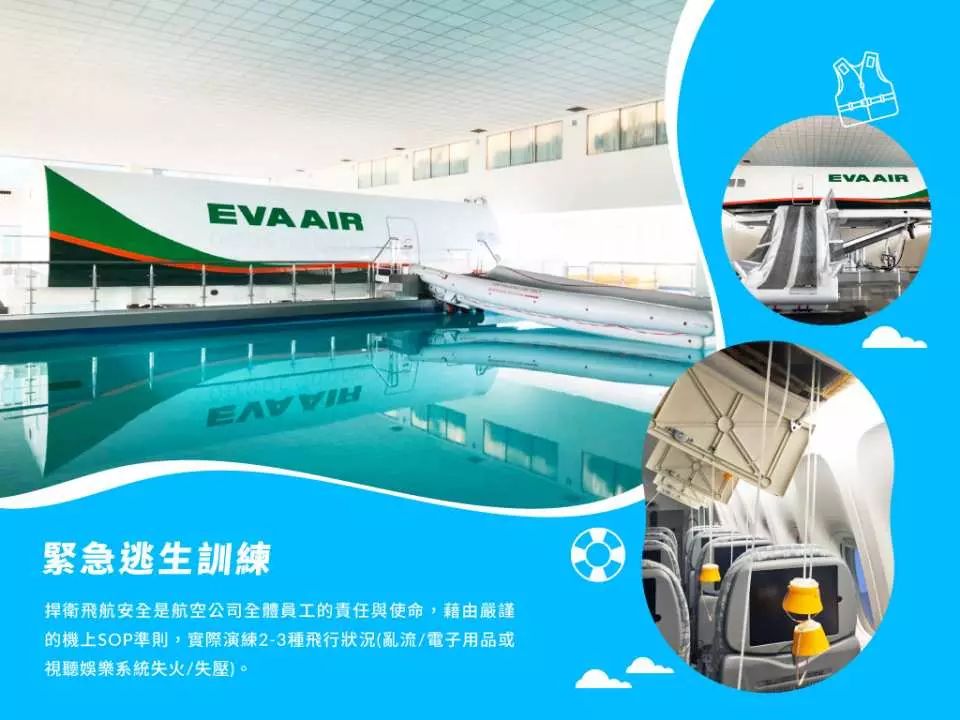 EVA AIR
EVA AIR
緊急逃生訓練
捍衛飛航安全是航空公司全體員工的責任與使命，藉由嚴謹
的機上SOP準則，實際演練2-3種飛行狀況(亂流/電子用品或
視聽娛樂系統失火/失壓)。